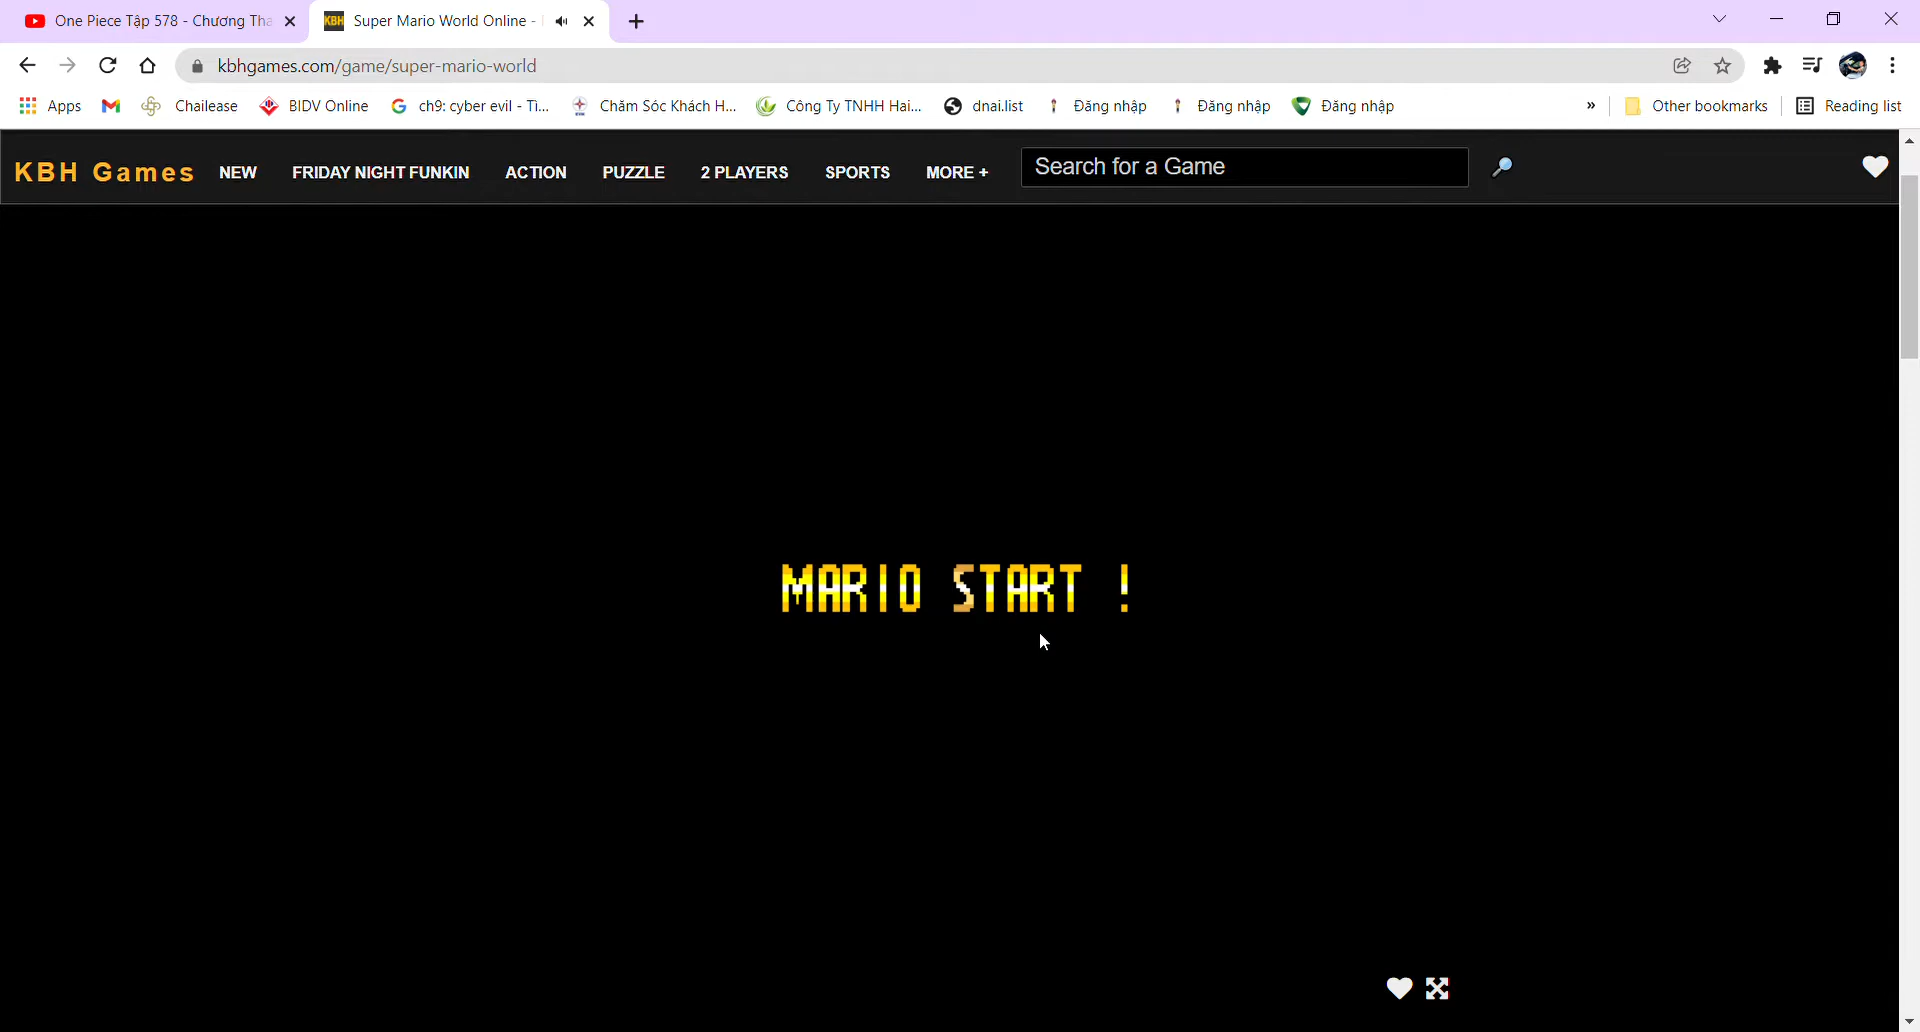 One Piece Tập 578 - Chương Tha
Super Mario World Online -
kbhgames.com/game/super-mario-world
Apps
Chailease
BIDV Online
ch9: cyber evil - Ti...
Chăm Sóc Khách H...
Công Ty TNHH Hai...
dnai.list
Đăng nhập
Đăng nhập
Đăng nhập
»
Other bookmarks
Reading list
KBH Games
NEW
FRIDAY NIGHT FUNKIN
ACTION
PUZZLE
2 PLAYERS
SPORTS
MORE +
Search for a Game
MARIO START !